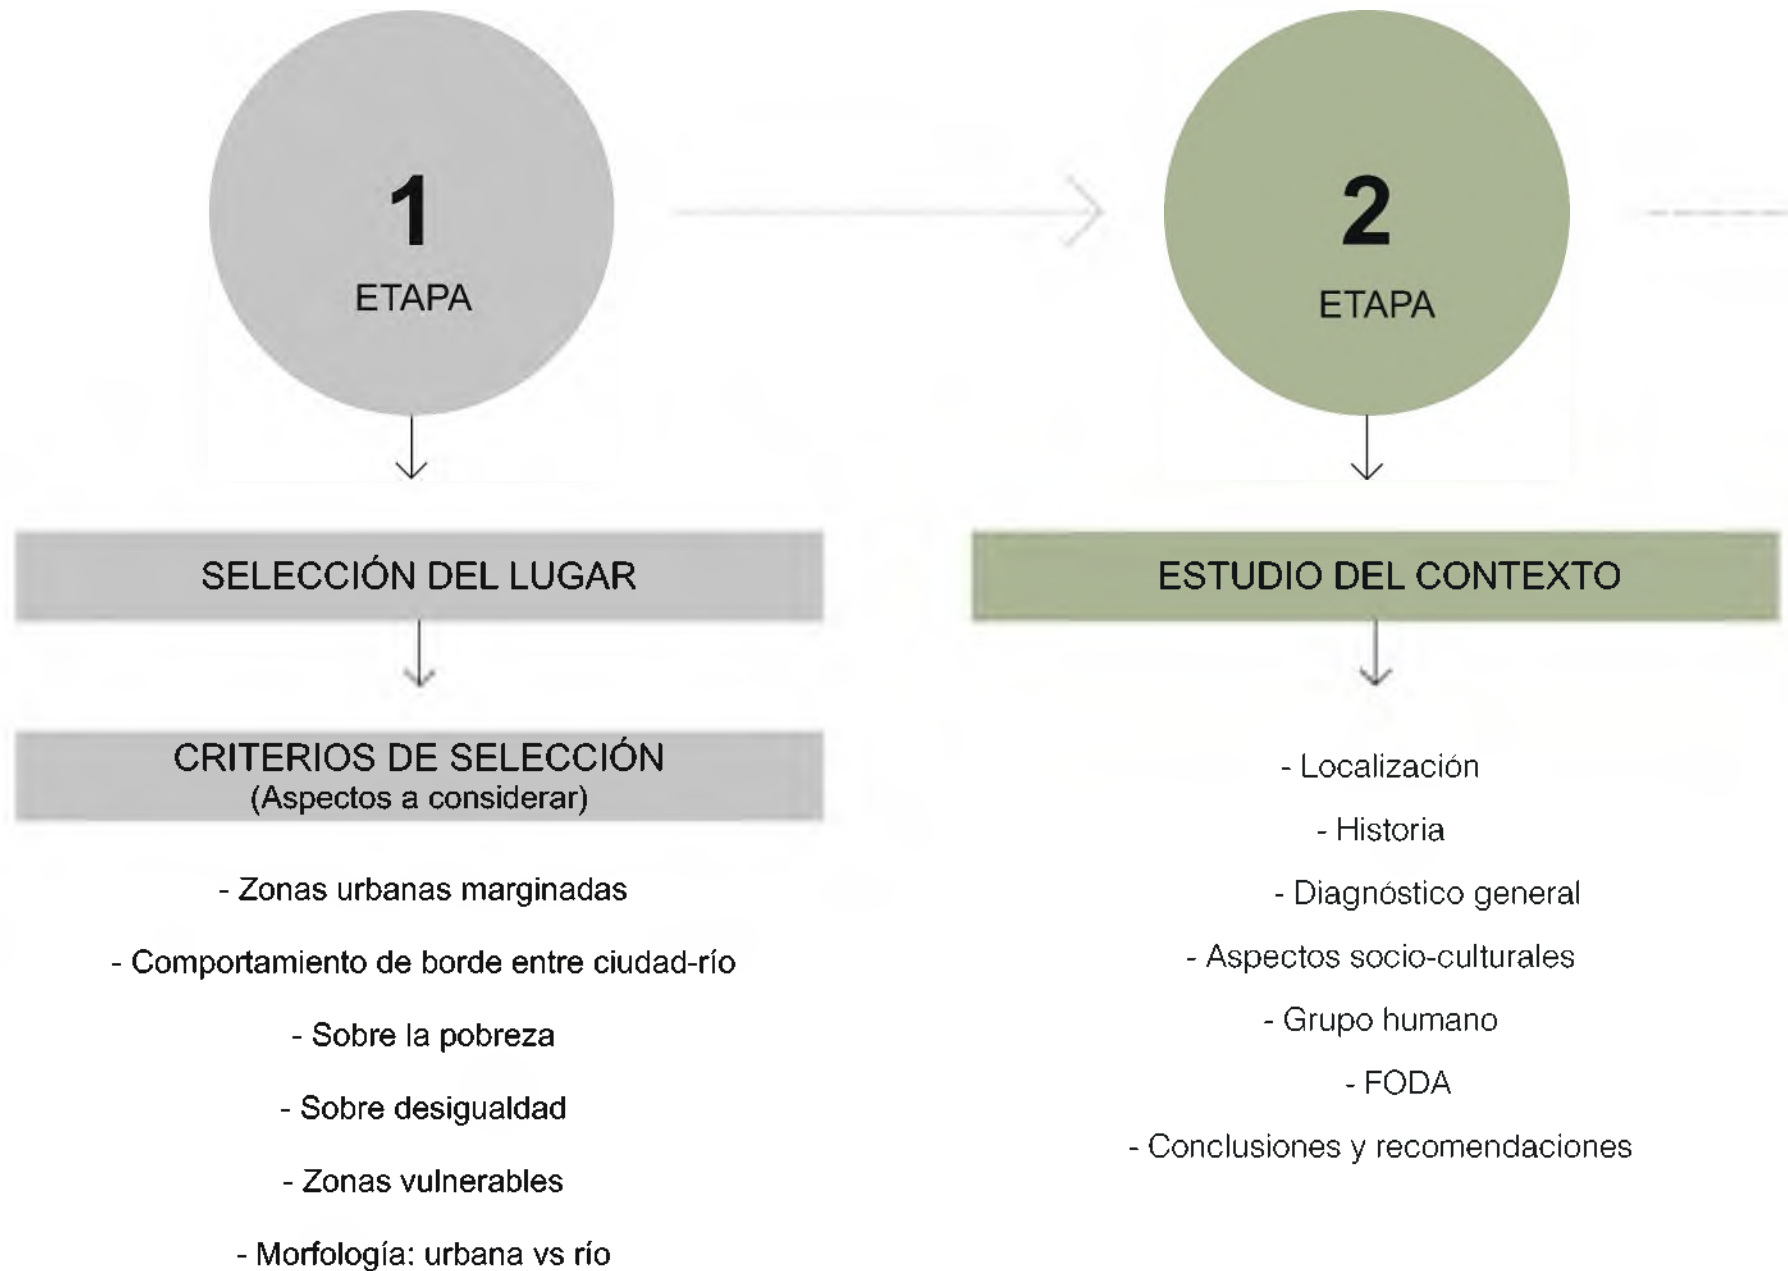 1
ETAPA
SELECCIÓN DEL LUGAR
CRITERIOS DE SELECCIÓN
(Aspectos a considerar)
- Zonas urbanas marginadas
- Comportamiento de borde entre ciudad-río
- Sobre la pobreza
- Sobre desigualdad
- Zonas vulnerables
- Morfología: urbana vs río
2
ETAPA
ESTUDIO DEL CONTEXTO
- Localización
- Historia
- Diagnóstico general
- Aspectos socio-culturales
- Grupo humano
- FODA
- Conclusiones y recomendaciones